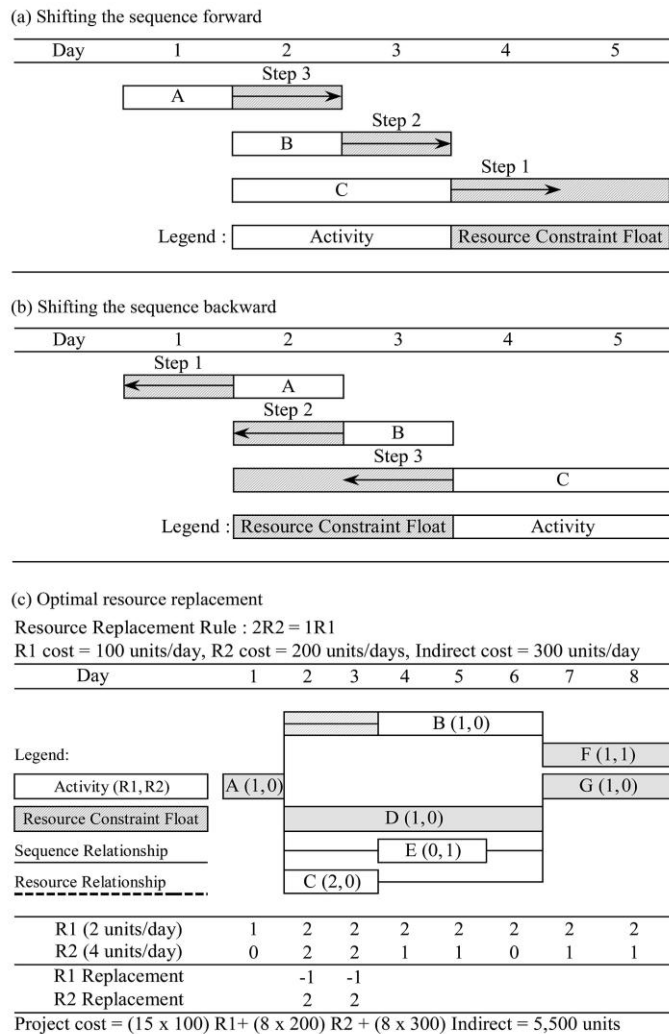 (a) Shifting the sequence forward
Day 1 2 3 4 5
Step 3
A
Step 2
B
Step 1
C
Legend : Activity Resource Constraint Float
(b) Shifting the sequence backward
Day 1 2 3 4 5
Step 1
A
Step 2
B
Step 3
C
Legend : Resource Constraint Float Activity
(c) Optimal resource replacement
Resource Replacement Rule : 2R2 = 1R1
R1 cost = 100 units/day, R2 cost = 200 units/days, Indirect cost = 300 units/day
Day 1 2 3 4 5 6 7 8
B (1,0)
Legend: F (1,1)
Activity (R1,R2) A (1,0) G (1,0)
Resource Constraint Float D (1,0)
Sequence Relationship E (0,1)
Resource Relationship C (2,0)
R1 (2 units/day) 1 2 2 2 2 2 2 2
R2 (4 units/day) 0 2 2 1 1 0 1 1
R1 Replacement -1 -1
R2 Replacement 2 2
Project cost = (15 x 100) R1+ (8 x 200) R2 + (8 x 300) Indirect = 5,500 units